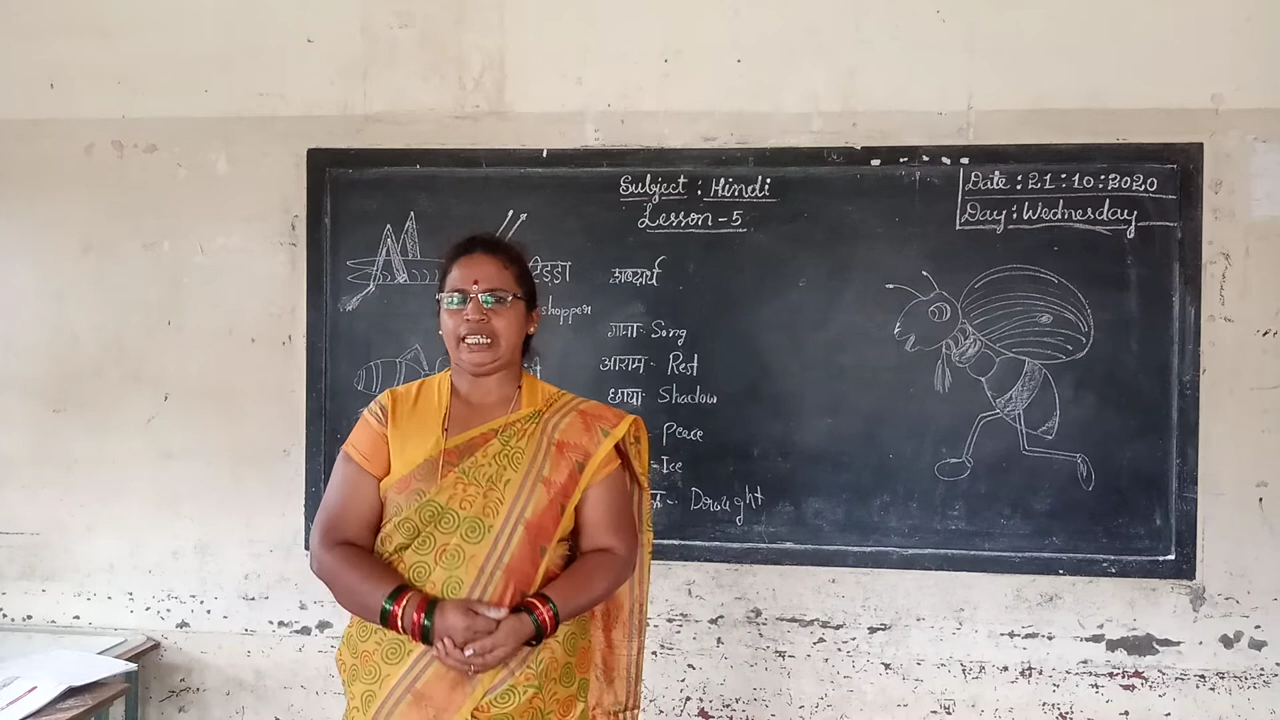 Subject : Hindi
Lesson - 5
Date : 21 : 10 : 2020
Day : Wednesday
शब्दार्थ
गाना - Song
आराम - Rest
छाया - Shadow
- Peace
- Ice
- Drought